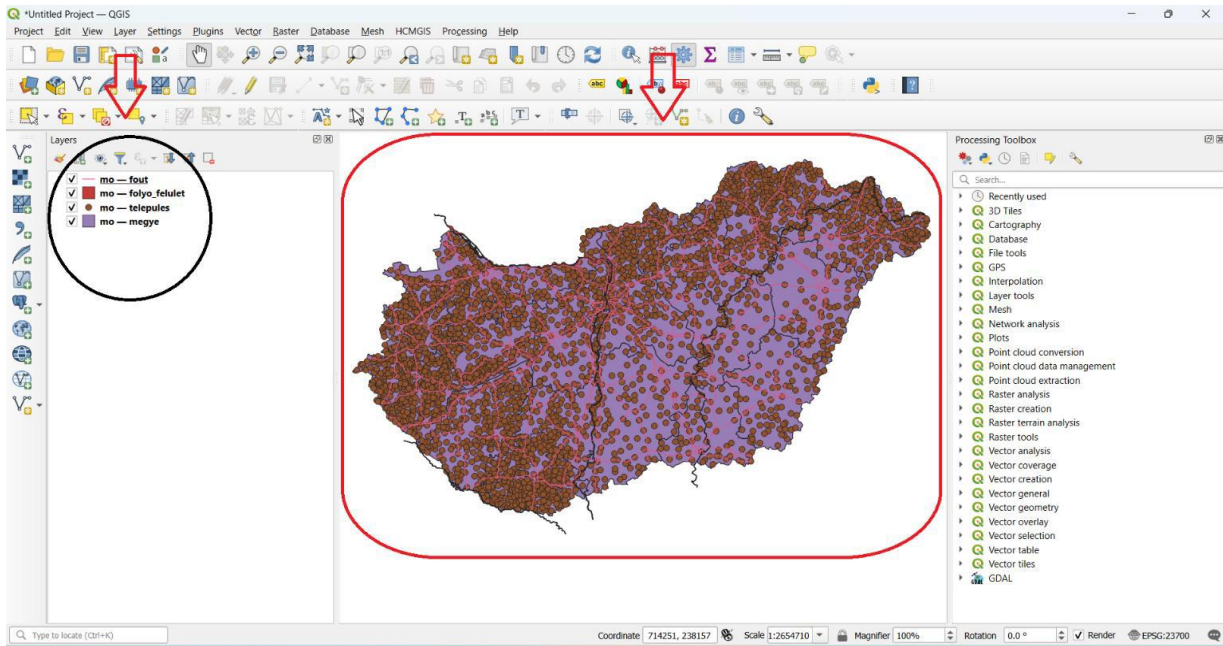 *Untitled Project — QGIS
Project Edit View Layer Settings Plugins Vector Raster Database Mesh HCMGIS Processing Help
Layers
mo — fout
mo — folyo_felulet
mo — telepules
mo — megye
Processing Toolbox
Search...
Recently used
3D Tiles
Cartography
Database
File tools
GPS
Interpolation
Layer tools
Mesh
Network analysis
Plots
Point cloud conversion
Point cloud data management
Point cloud extraction
Raster analysis
Raster creation
Raster terrain analysis
Raster tools
Vector analysis
Vector coverage
Vector creation
Vector general
Vector geometry
Vector overlay
Vector selection
Vector table
Vector tiles
GDAL
Type to locate (Ctrl+K)
Coordinate 714251, 238157 Scale 1:2654710 Magnifier 100% Rotation 0.0 ° Render EPSG:23700